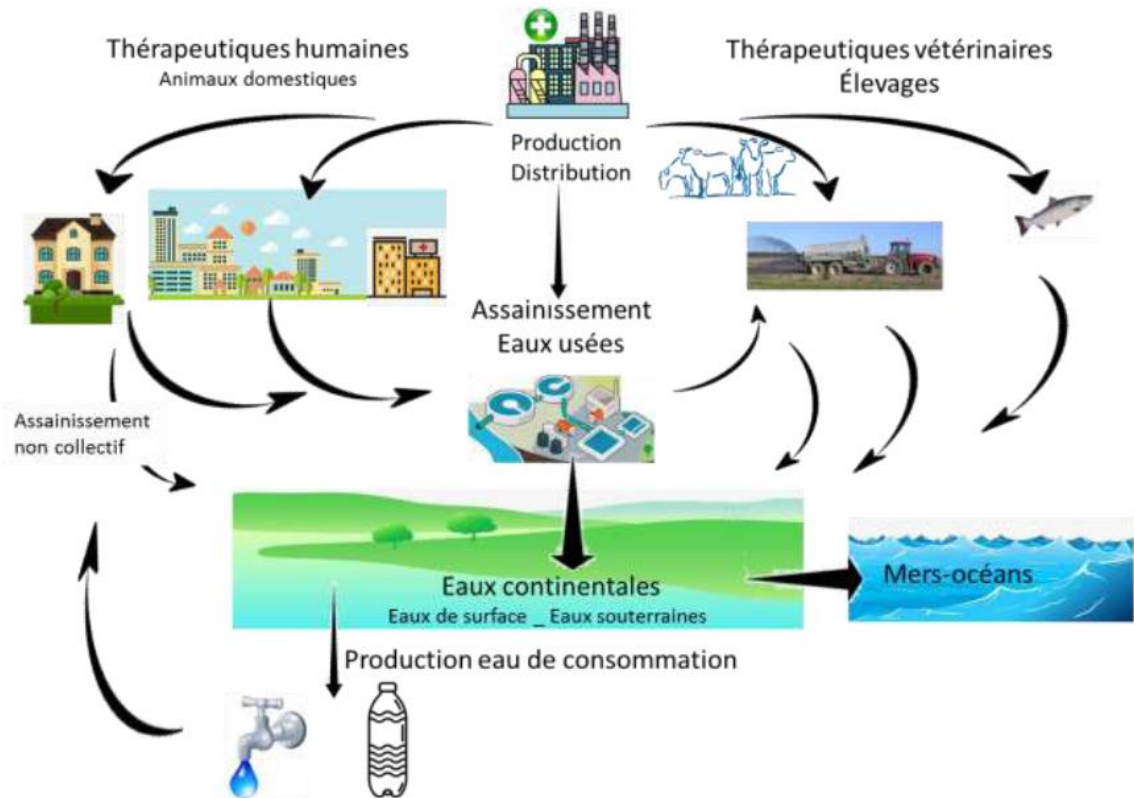 Thérapeutiques humaines
Animaux domestiques
Thérapeutiques vétérinaires
Élevages
Production
Distribution
Assainissement
Eaux usées
Assainissement
non collectif
Eaux continentales
Eaux de surface _ Eaux souterraines
Mers-océans
Production eau de consommation